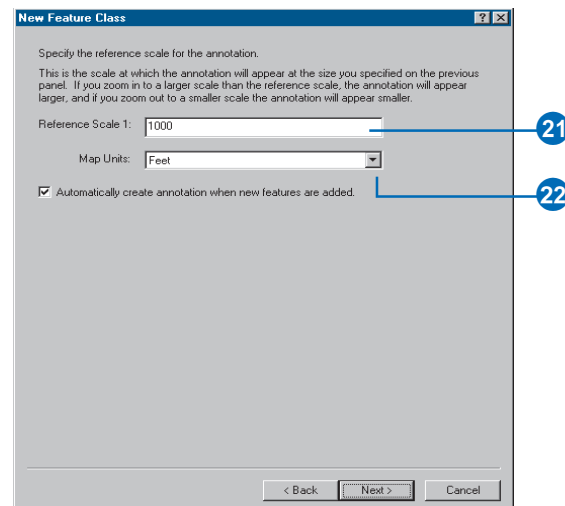 New Feature Class
? X
Specify the reference scale for the annotation.
This is the scale at which the annotation will appear at the size you specified on the previous
panel. If you zoom in to a larger scale than the reference scale, the annotation will appear
larger, and if you zoom out to a smaller scale the annotation will appear smaller.
Reference Scale 1: 1000
21
Map Units: Feet
22
Automatically create annotation when new features are added.
< Back Next > Cancel